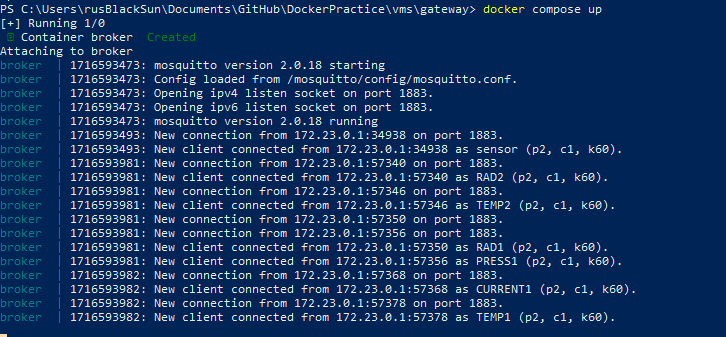 PS C:\Users\rusBlackSun\Documents\GitHub\DockerPractice\vms\gateway> docker compose up
[+] Running 1/0
Container broker Created
Attaching to broker
broker | 1716593473: mosquitto version 2.0.18 starting
broker | 1716593473: Config loaded from /mosquitto/config/mosquitto.conf.
broker | 1716593473: Opening ipv4 listen socket on port 1883.
broker | 1716593473: Opening ipv6 listen socket on port 1883.
broker | 1716593473: mosquitto version 2.0.18 running
broker | 1716593493: New connection from 172.23.0.1:34938 on port 1883.
broker | 1716593493: New client connected from 172.23.0.1:34938 as sensor (p2, c1, k60).
broker | 1716593981: New connection from 172.23.0.1:57340 on port 1883.
broker | 1716593981: New client connected from 172.23.0.1:57340 as RAD2 (p2, c1, k60).
broker | 1716593981: New connection from 172.23.0.1:57346 on port 1883.
broker | 1716593981: New client connected from 172.23.0.1:57346 as TEMP2 (p2, c1, k60).
broker | 1716593981: New connection from 172.23.0.1:57350 on port 1883.
broker | 1716593981: New connection from 172.23.0.1:57356 on port 1883.
broker | 1716593981: New client connected from 172.23.0.1:57350 as RAD1 (p2, c1, k60).
broker | 1716593981: New client connected from 172.23.0.1:57356 as PRESS1 (p2, c1, k60).
broker | 1716593982: New connection from 172.23.0.1:57368 on port 1883.
broker | 1716593982: New client connected from 172.23.0.1:57368 as CURRENT1 (p2, c1, k60).
broker | 1716593982: New connection from 172.23.0.1:57378 on port 1883.
broker | 1716593982: New client connected from 172.23.0.1:57378 as TEMP1 (p2, c1, k60).